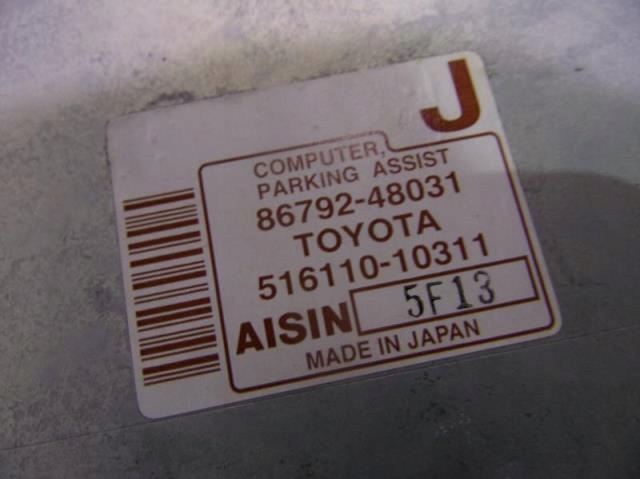 J
COMPUTER,
PARKING ASSIST
86792-48031
TOYOTA
516110-10311
AISIN 5F13
MADE IN JAPAN